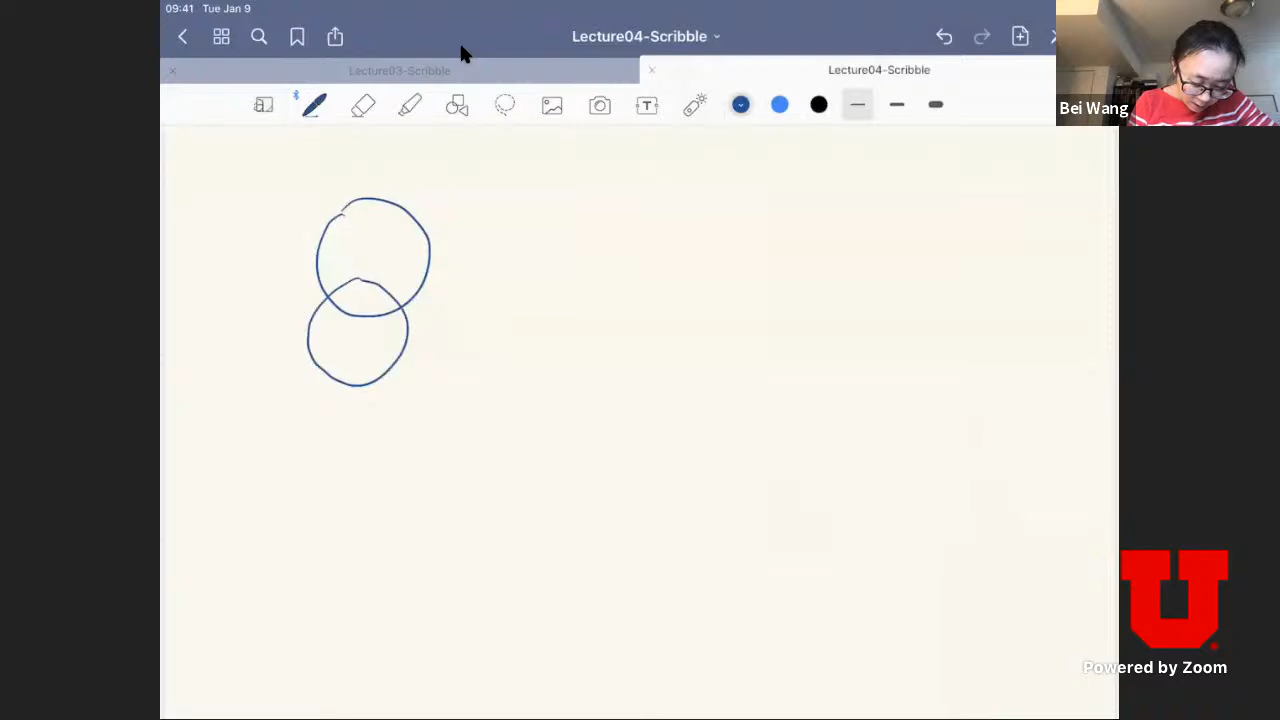 09:41 Tue Jan 9
Lecture04-Scribble
Lecture03-Scribble
Lecture04-Scribble
T
Bei Wang
U
Powered by Zoom